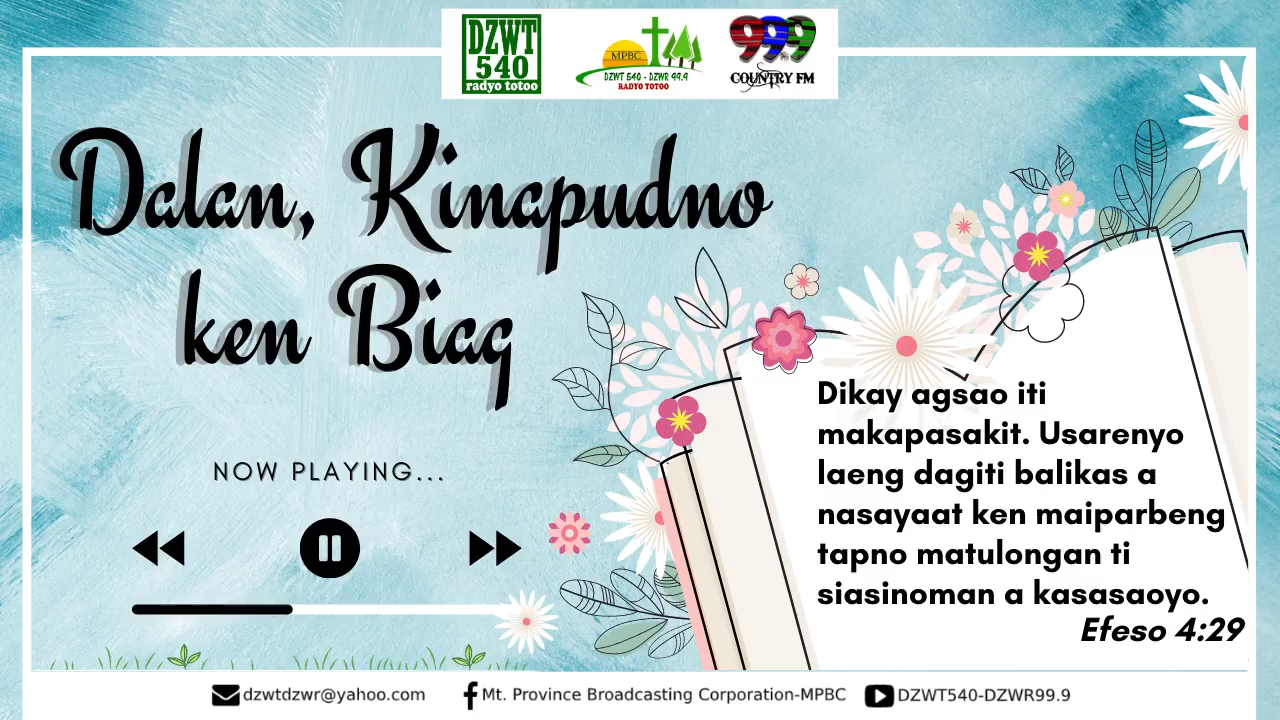 DZWT
540
radyo totoo
MPBC
DZWT 540 - DZWR 99.9
RADYO TOTOO
99.9
COUNTRY FM
Dalan, Kinapudno
ken Biag
NOW PLAYING...
Dikay agsao iti
makapasakit. Usarenyo
laeng dagiti balikas a
nasayaat ken maiparbeng
tapno matulongan ti
siasinoman a kasasaoyo.
Efeso 4:29
dzwtdzwr@yahoo.com
Mt. Province Broadcasting Corporation-MPBC
DZWT540-DZWR99.9